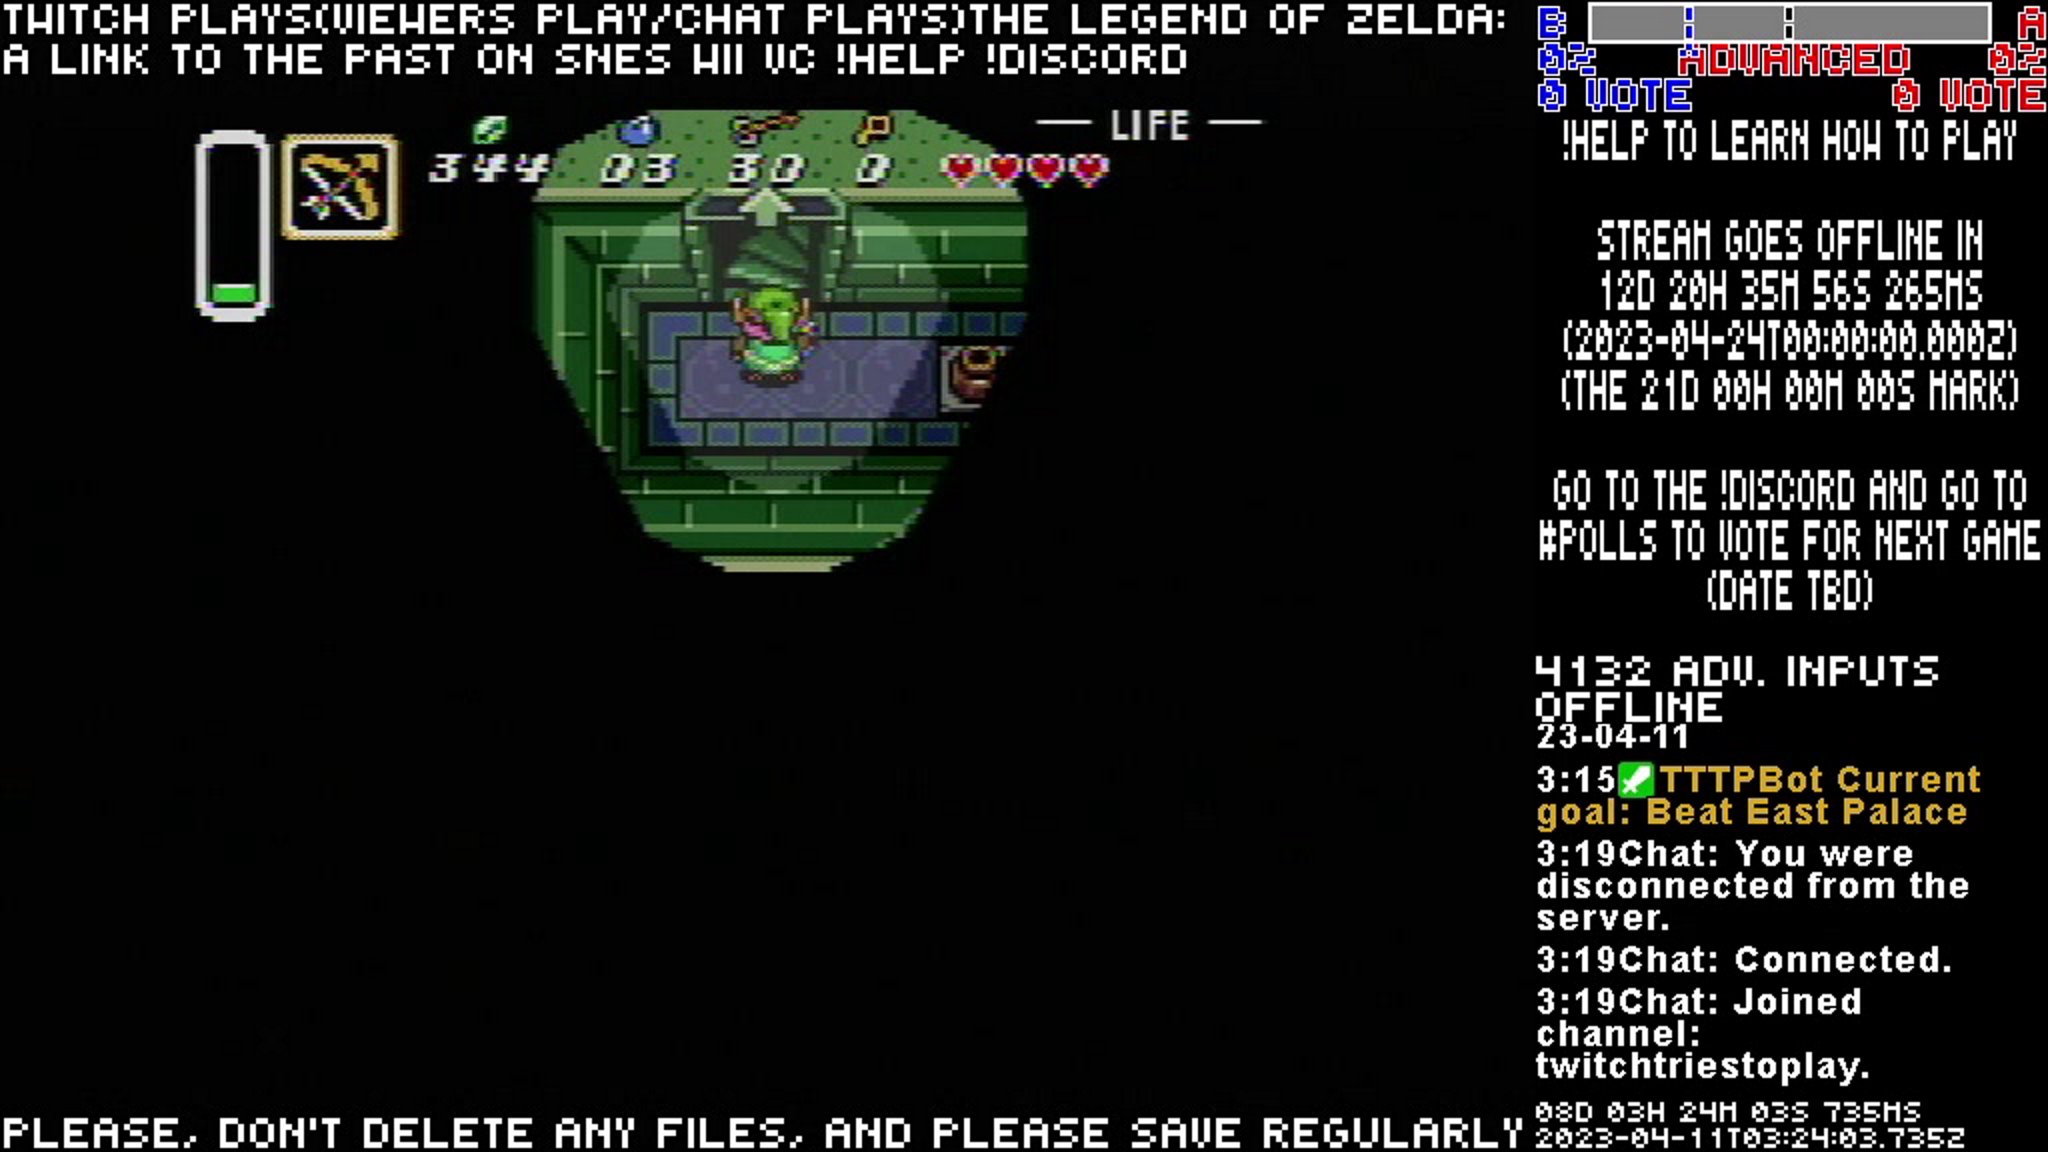 TWITCH PLAYS(VIEWERS PLAY/CHAT PLAYS)THE LEGEND OF ZELDA:
A LINK TO THE PAST ON SNES WII VC !HELP !DISCORD
B A
0% ADVANCED 0%
0 VOTE 0 VOTE
!HELP TO LEARN HOW TO PLAY
STREAM GOES OFFLINE IN
12D 20H 35M 56S 265MS
(2023-04-24T00:00:00.000Z)
(THE 21D 00H 00M 00S MARK)
GO TO THE !DISCORD AND GO TO
#POLLS TO VOTE FOR NEXT GAME
(DATE TBD)
— LIFE —
344 03 30 0
4132 ADV. INPUTS
OFFLINE
23-04-11
3:15 TTTPBot Current
goal: Beat East Palace
3:19Chat: You were
disconnected from the
server.
3:19Chat: Connected.
3:19Chat: Joined
channel:
twitchtriestoplay.
08D 03H 24M 03S 735MS
2023-04-11T03:24:03.735Z
PLEASE, DON'T DELETE ANY FILES, AND PLEASE SAVE REGULARLY